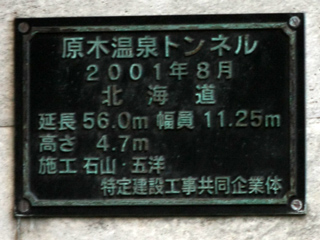 原木温泉トンネル
2001年8月
北海道
延長 56.0m 幅員 11.25m
高さ 4.7m
施工 石山・五洋
特定建設工事共同企業体